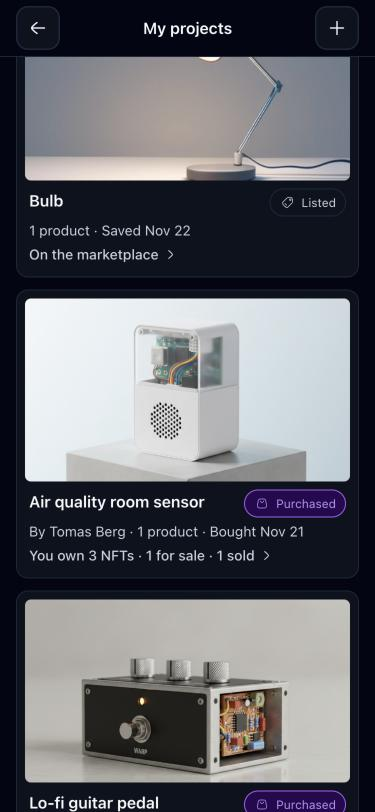 My projects
Bulb
Listed
1 product · Saved Nov 22
On the marketplace
Air quality room sensor
Purchased
By Tomas Berg · 1 product · Bought Nov 21
You own 3 NFTs · 1 for sale · 1 sold
WARP
Lo-fi guitar pedal
Purchased